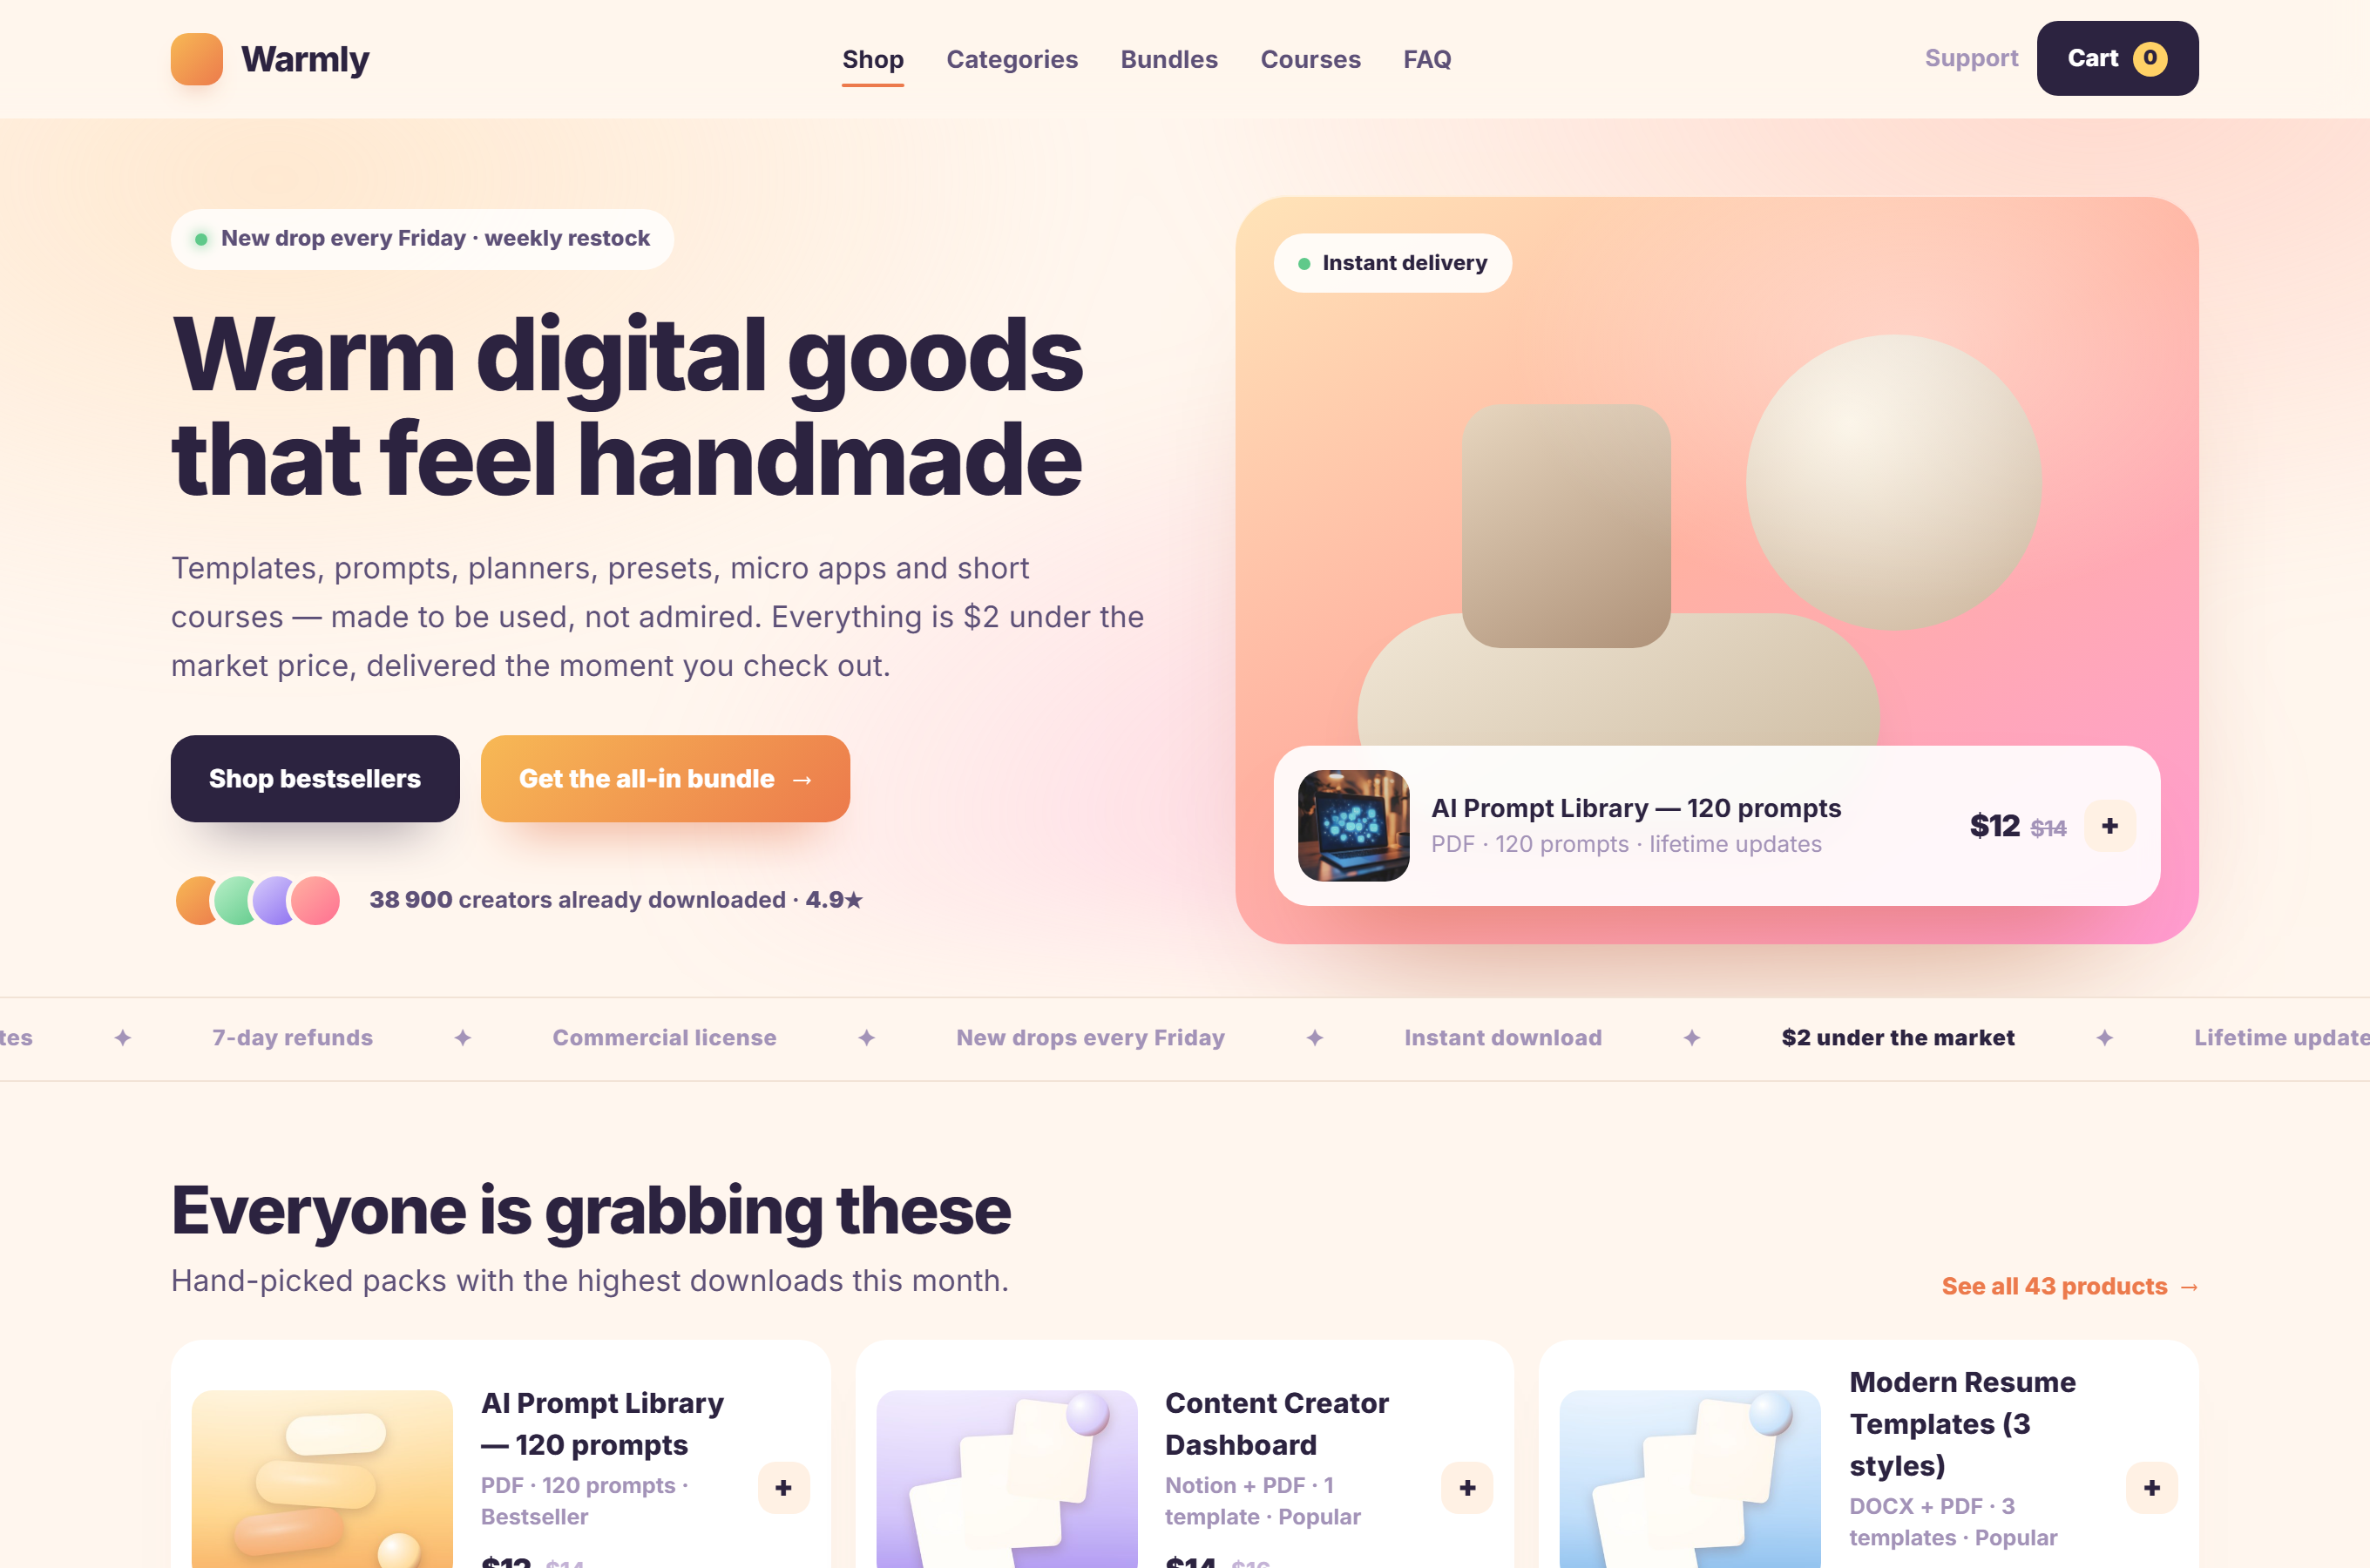 Warmly
Shop
Categories
Bundles
Courses
FAQ
Support
Cart 0
New drop every Friday · weekly restock
Warm digital goods
that feel handmade
Templates, prompts, planners, presets, micro apps and short
courses — made to be used, not admired. Everything is $2 under the
market price, delivered the moment you check out.
Shop bestsellers
Get the all-in bundle →
38 900 creators already downloaded · 4.9★
Instant delivery
AI Prompt Library — 120 prompts
PDF · 120 prompts · lifetime updates
$12 $14
+
tes ✦ 7-day refunds ✦ Commercial license ✦ New drops every Friday ✦ Instant download ✦ $2 under the market ✦ Lifetime update
Everyone is grabbing these
Hand-picked packs with the highest downloads this month.
See all 43 products →
AI Prompt Library
— 120 prompts
PDF · 120 prompts ·
Bestseller
$12 $14
+
Content Creator
Dashboard
Notion + PDF · 1
template · Popular
$14 $16
+
Modern Resume
Templates (3
styles)
DOCX + PDF · 3
templates · Popular
+